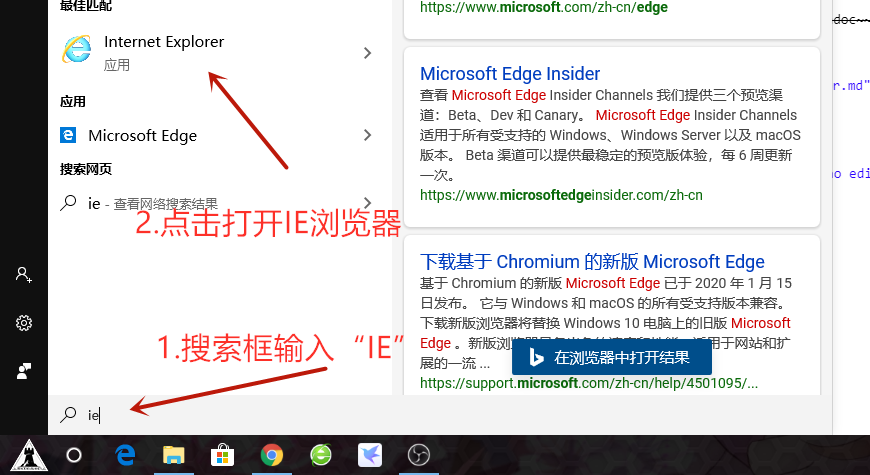 最佳匹配
Internet Explorer
应用
应用
Microsoft Edge
搜索网页
ie - 查看网络搜索结果
2.点击打开IE浏览器
1.搜索框输入“IE”
ie
https://www.microsoft.com/zh-cn/edge
Microsoft Edge Insider
查看 Microsoft Edge Insider Channels 我们提供三个预览渠
道：Beta、Dev 和 Canary。 Microsoft Edge Insider Channels
适用于所有受支持的 Windows、Windows Server 以及 macOS
版本。 Beta 渠道可以提供最稳定的预览版体验，每 6 周更新
一次。
https://www.microsoftedgeinsider.com/zh-cn
下载基于 Chromium 的新版 Microsoft Edge
基于 Chromium 的新版 Microsoft Edge 已于 2020 年 1 月 15
日发布。 它与 Windows 和 macOS 的所有受支持版本兼容。
下载新版浏览器将替换 Windows 10 电脑上的旧版 Microsoft
Edge 。新版浏览器
用于网站和扩
展的一流 ...
在浏览器中打开结果
https://support.microsoft.com/zh-cn/help/4501095/...
doc~~
r.md"
no edi